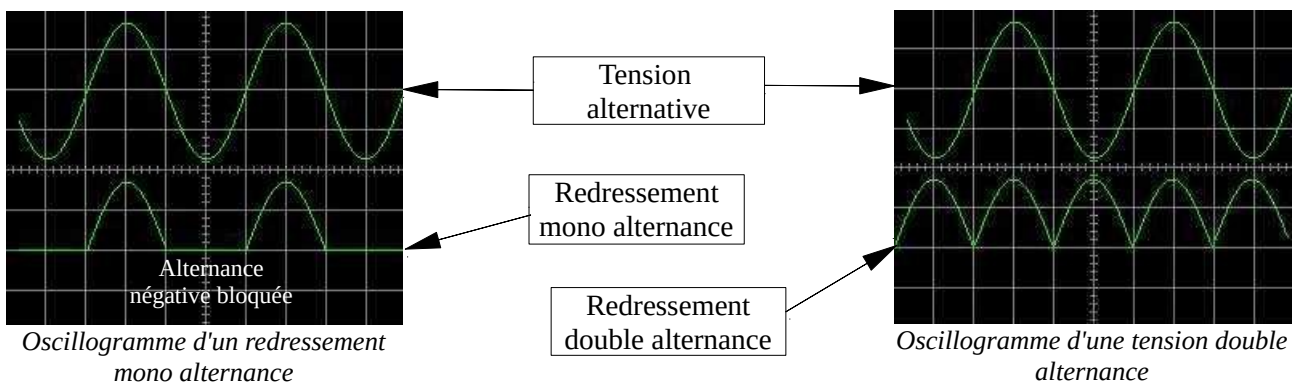 Tension
alternative
Redressement
mono alternance
Alternance
négative bloquée
Redressement
double alternance
Oscillogramme d'un redressement
mono alternance
Oscillogramme d'une tension double
alternance